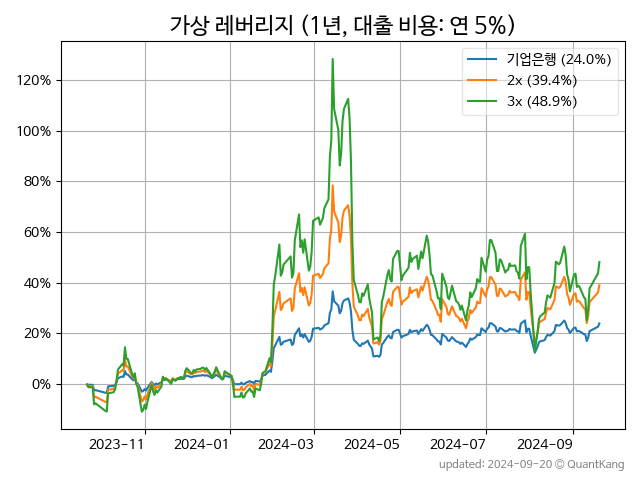 가상 레버리지 (1년, 대출 비용: 연 5%)
기업은행 (24.0%)
2x (39.4%)
3x (48.9%)
120%
100%
80%
60%
40%
20%
0%
2023-11
2024-01
2024-03
2024-05
2024-07
2024-09
updated: 2024-09-20 © QuantKang